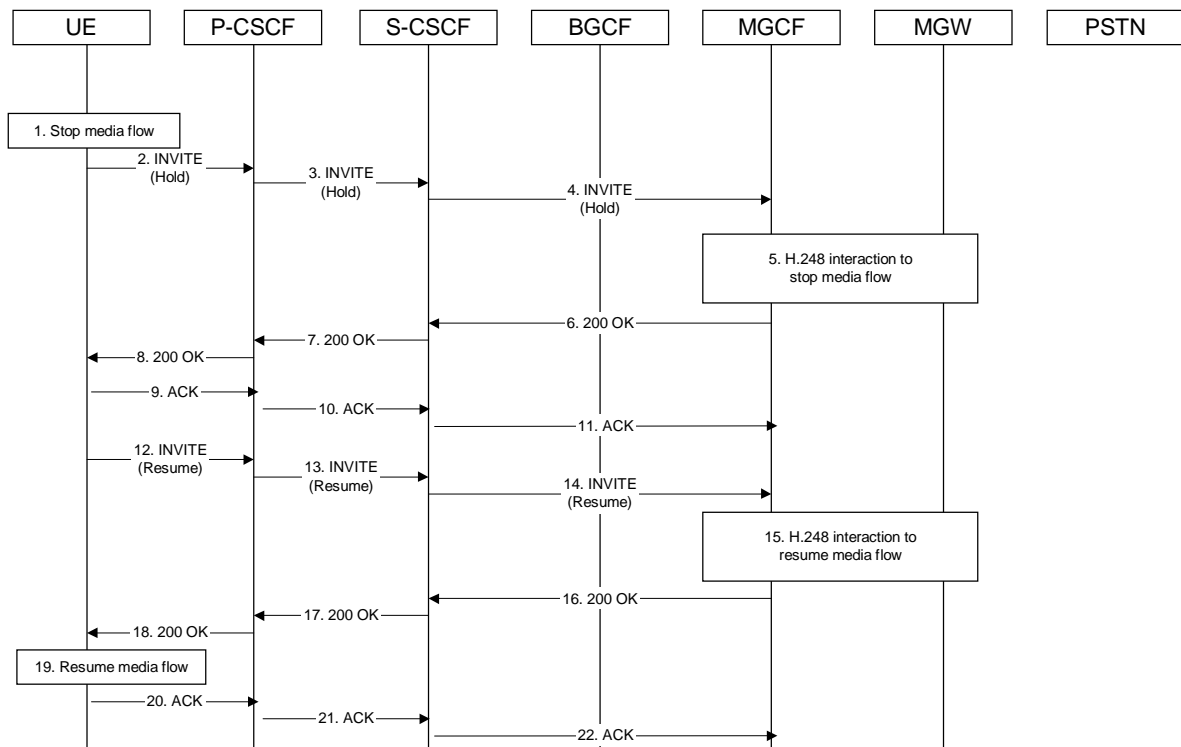 UE
P-CSCF
S-CSCF
BGCF
MGCF
MGW
PSTN
1. Stop media flow
2. INVITE
(Hold)
3. INVITE
(Hold)
4. INVITE
(Hold)
5. H.248 interaction to
stop media flow
6. 200 OK
7. 200 OK
8. 200 OK
9. ACK
10. ACK
11. ACK
12. INVITE
(Resume)
13. INVITE
(Resume)
14. INVITE
(Resume)
15. H.248 interaction to
resume media flow
16. 200 OK
17. 200 OK
18. 200 OK
19. Resume media flow
20. ACK
21. ACK
22. ACK